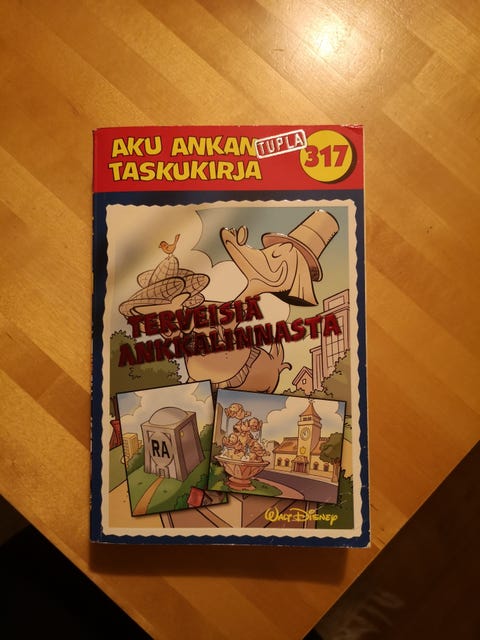 AKU ANKAN TUPLA 317
TASKUKIRJA
TERVEISIÄ
ANKKALINNASTA
RA
WALT DISNEY